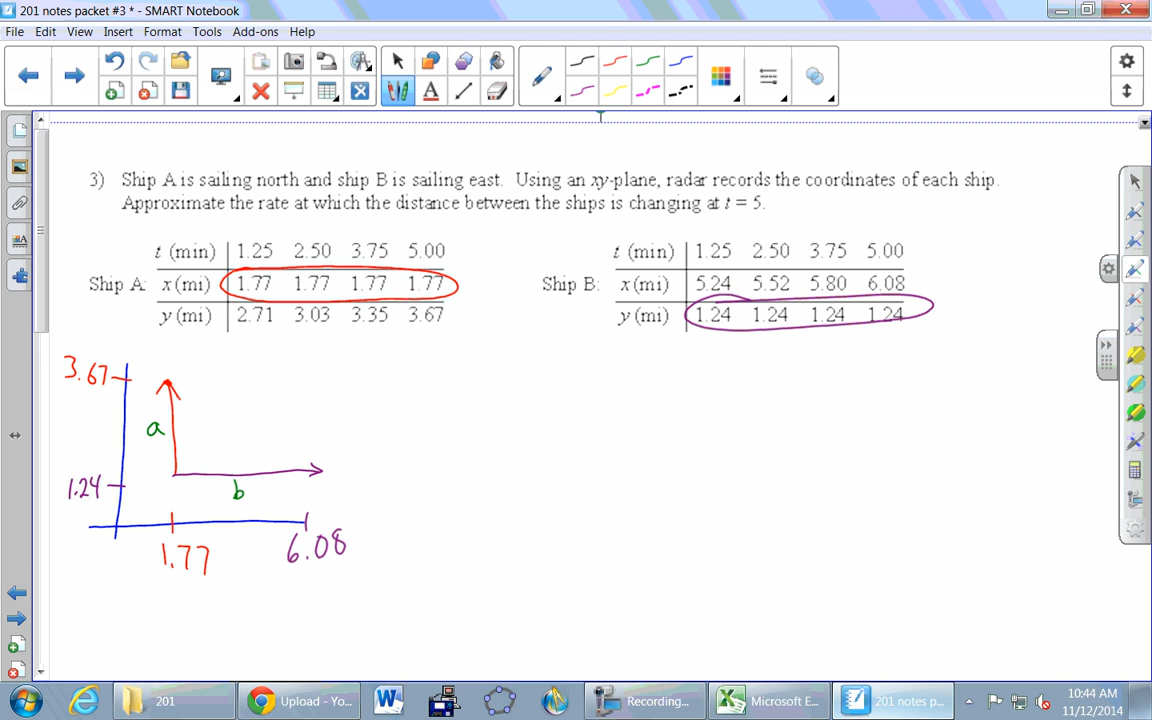 201 notes packet #3 * - SMART Notebook
File Edit View Insert Format Tools Add-ons Help
3) Ship A is sailing north and ship B is sailing east. Using an xy-plane, radar records the coordinates of each ship.
Approximate the rate at which the distance between the ships is changing at t = 5.
t (min) 1.25 2.50 3.75 5.00
Ship A: x (mi) 1.77 1.77 1.77 1.77
y (mi) 2.71 3.03 3.35 3.67
t (min) 1.25 2.50 3.75 5.00
Ship B: x (mi) 5.24 5.52 5.80 6.08
y (mi) 1.24 1.24 1.24 1.24
3.67
a
1.24
b
1.77
6.08
201
Upload - Yo...
Recording...
Microsoft E...
201 notes p...
10:44 AM
11/12/2014